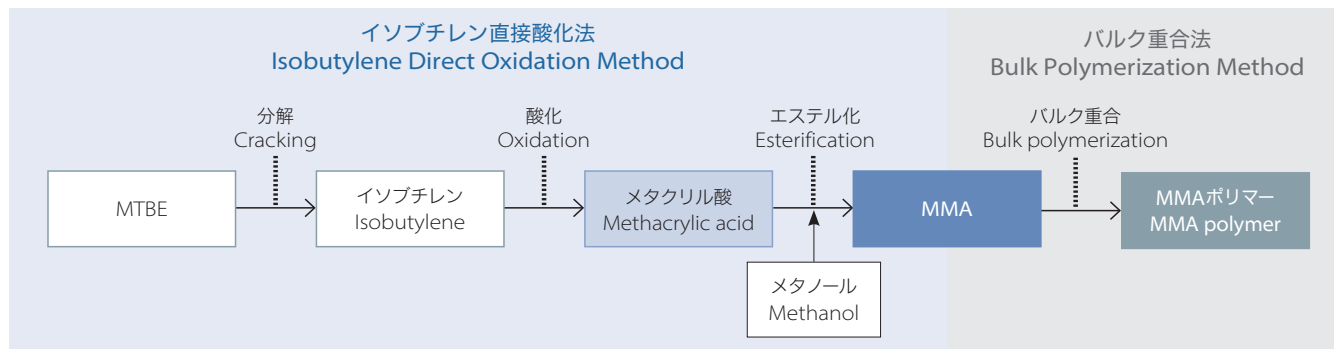 イソブチレン直接酸化法
Isobutylene Direct Oxidation Method
バルク重合法
Bulk Polymerization Method
分解
Cracking
酸化
Oxidation
エステル化
Esterification
バルク重合
Bulk polymerization
MTBE
イソブチレン
Isobutylene
メタクリル酸
Methacrylic acid
MMA
MMAポリマー
MMA polymer
メタノール
Methanol